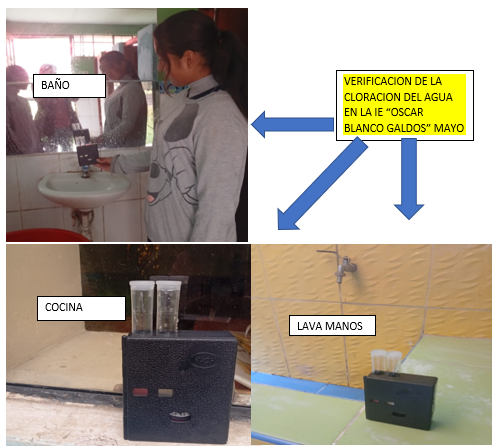 BAÑO
VERIFICACION DE LA
CLORACION DEL AGUA
EN LA IE “OSCAR
BLANCO GALDOS” MAYO
COCINA
LAVA MANOS